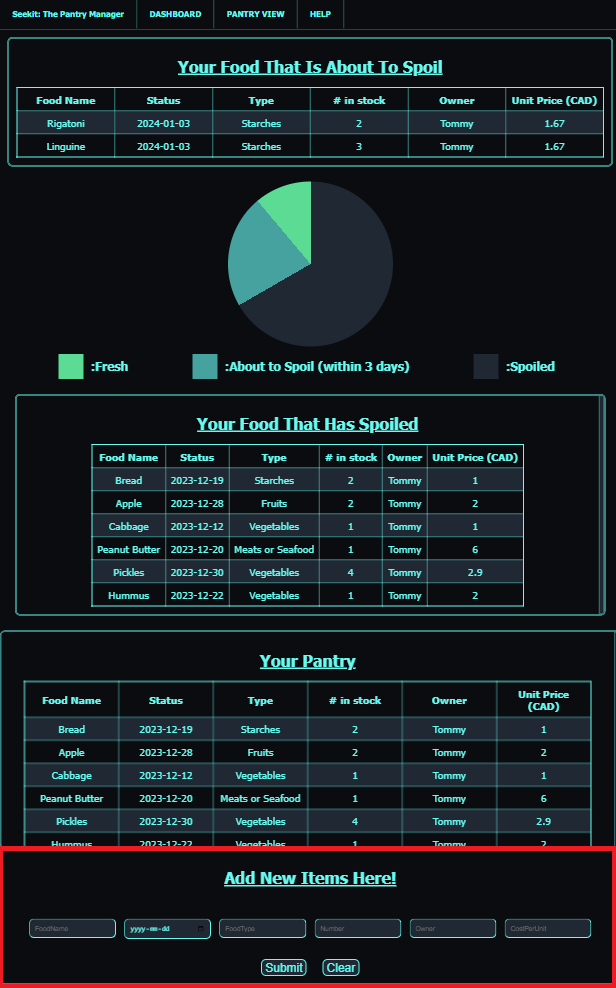 Seekit: The Pantry Manager DASHBOARD PANTRY VIEW HELP
Your Food That Is About To Spoil
Food Name Status Type # in stock Owner Unit Price (CAD)
Rigatoni 2024-01-03 Starches 2 Tommy 1.67
Linguine 2024-01-03 Starches 3 Tommy 1.67
:Fresh :About to Spoil (within 3 days) :Spoiled
Your Food That Has Spoiled
Food Name Status Type # in stock Owner Unit Price (CAD)
Bread 2023-12-19 Starches 2 Tommy 1
Apple 2023-12-28 Fruits 2 Tommy 2
Cabbage 2023-12-12 Vegetables 1 Tommy 1
Peanut Butter 2023-12-20 Meats or Seafood 1 Tommy 6
Pickles 2023-12-30 Vegetables 4 Tommy 2.9
Hummus 2023-12-22 Vegetables 1 Tommy 2
Your Pantry
Food Name Status Type # in stock Owner Unit Price
(CAD)
Bread 2023-12-19 Starches 2 Tommy 1
Apple 2023-12-28 Fruits 2 Tommy 2
Cabbage 2023-12-12 Vegetables 1 Tommy 1
Peanut Butter 2023-12-20 Meats or Seafood 1 Tommy 6
Pickles 2023-12-30 Vegetables 4 Tommy 2.9
Hummus 2023-12-22 Vegetables 1 Tommy 2
Add New Items Here!
FoodName yyyy-mm-dd FoodType Number Owner CostPerUnit
Submit Clear